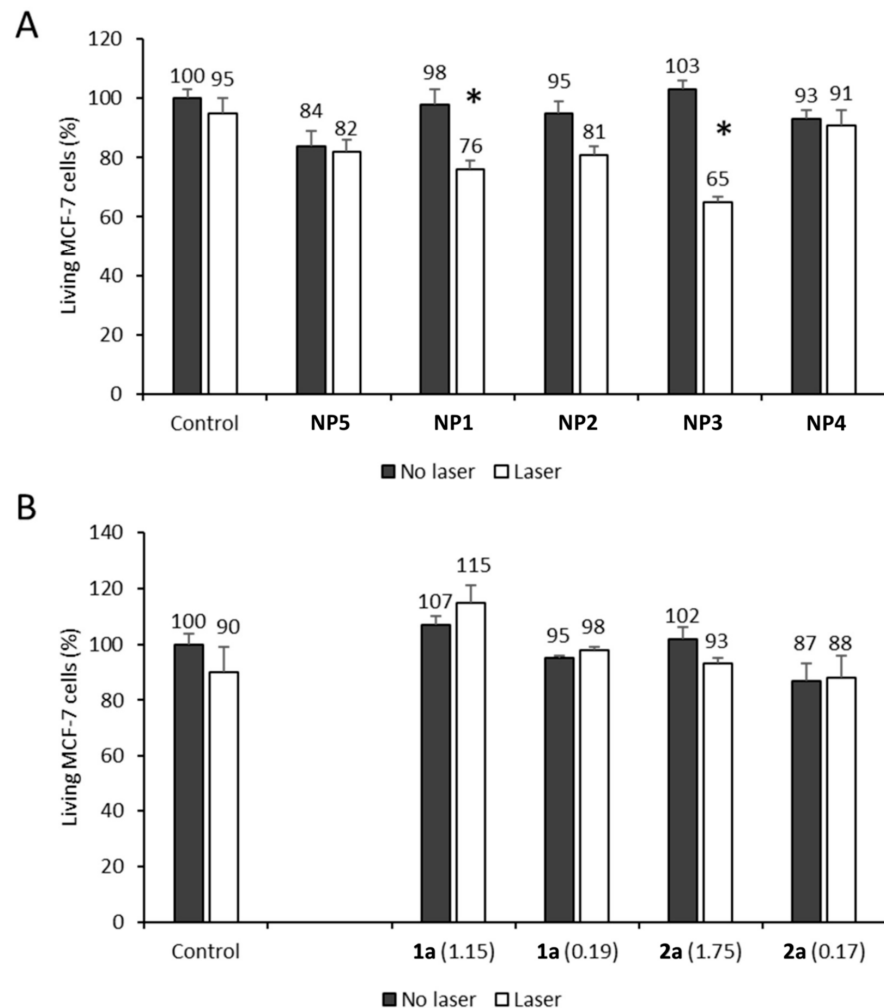 A
120
100
80
60
40
20
0
Living MCF-7 cells (%)
100 95
84 82
98 * 76
95 81
103 * 65
93 91
Control NP5 NP1 NP2 NP3 NP4
No laser Laser
B
140
120
100
80
60
40
20
0
Living MCF-7 cells (%)
100 90
107 115
95 98
102 93
87 88
Control 1a (1.15) 1a (0.19) 2a (1.75) 2a (0.17)
No laser Laser